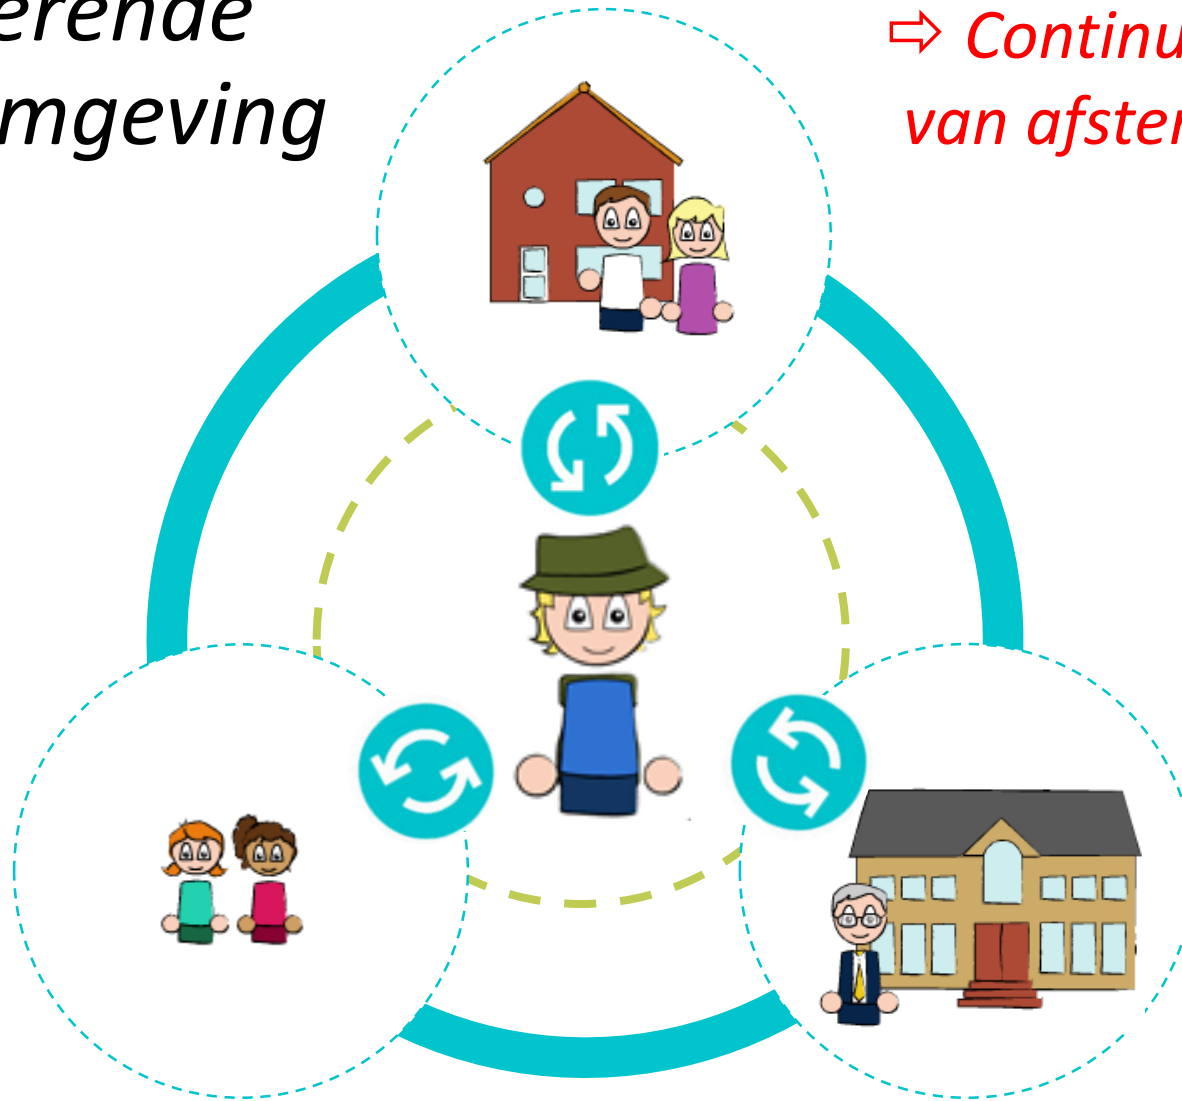 erende
mgeving
⇨ Continu
van afster